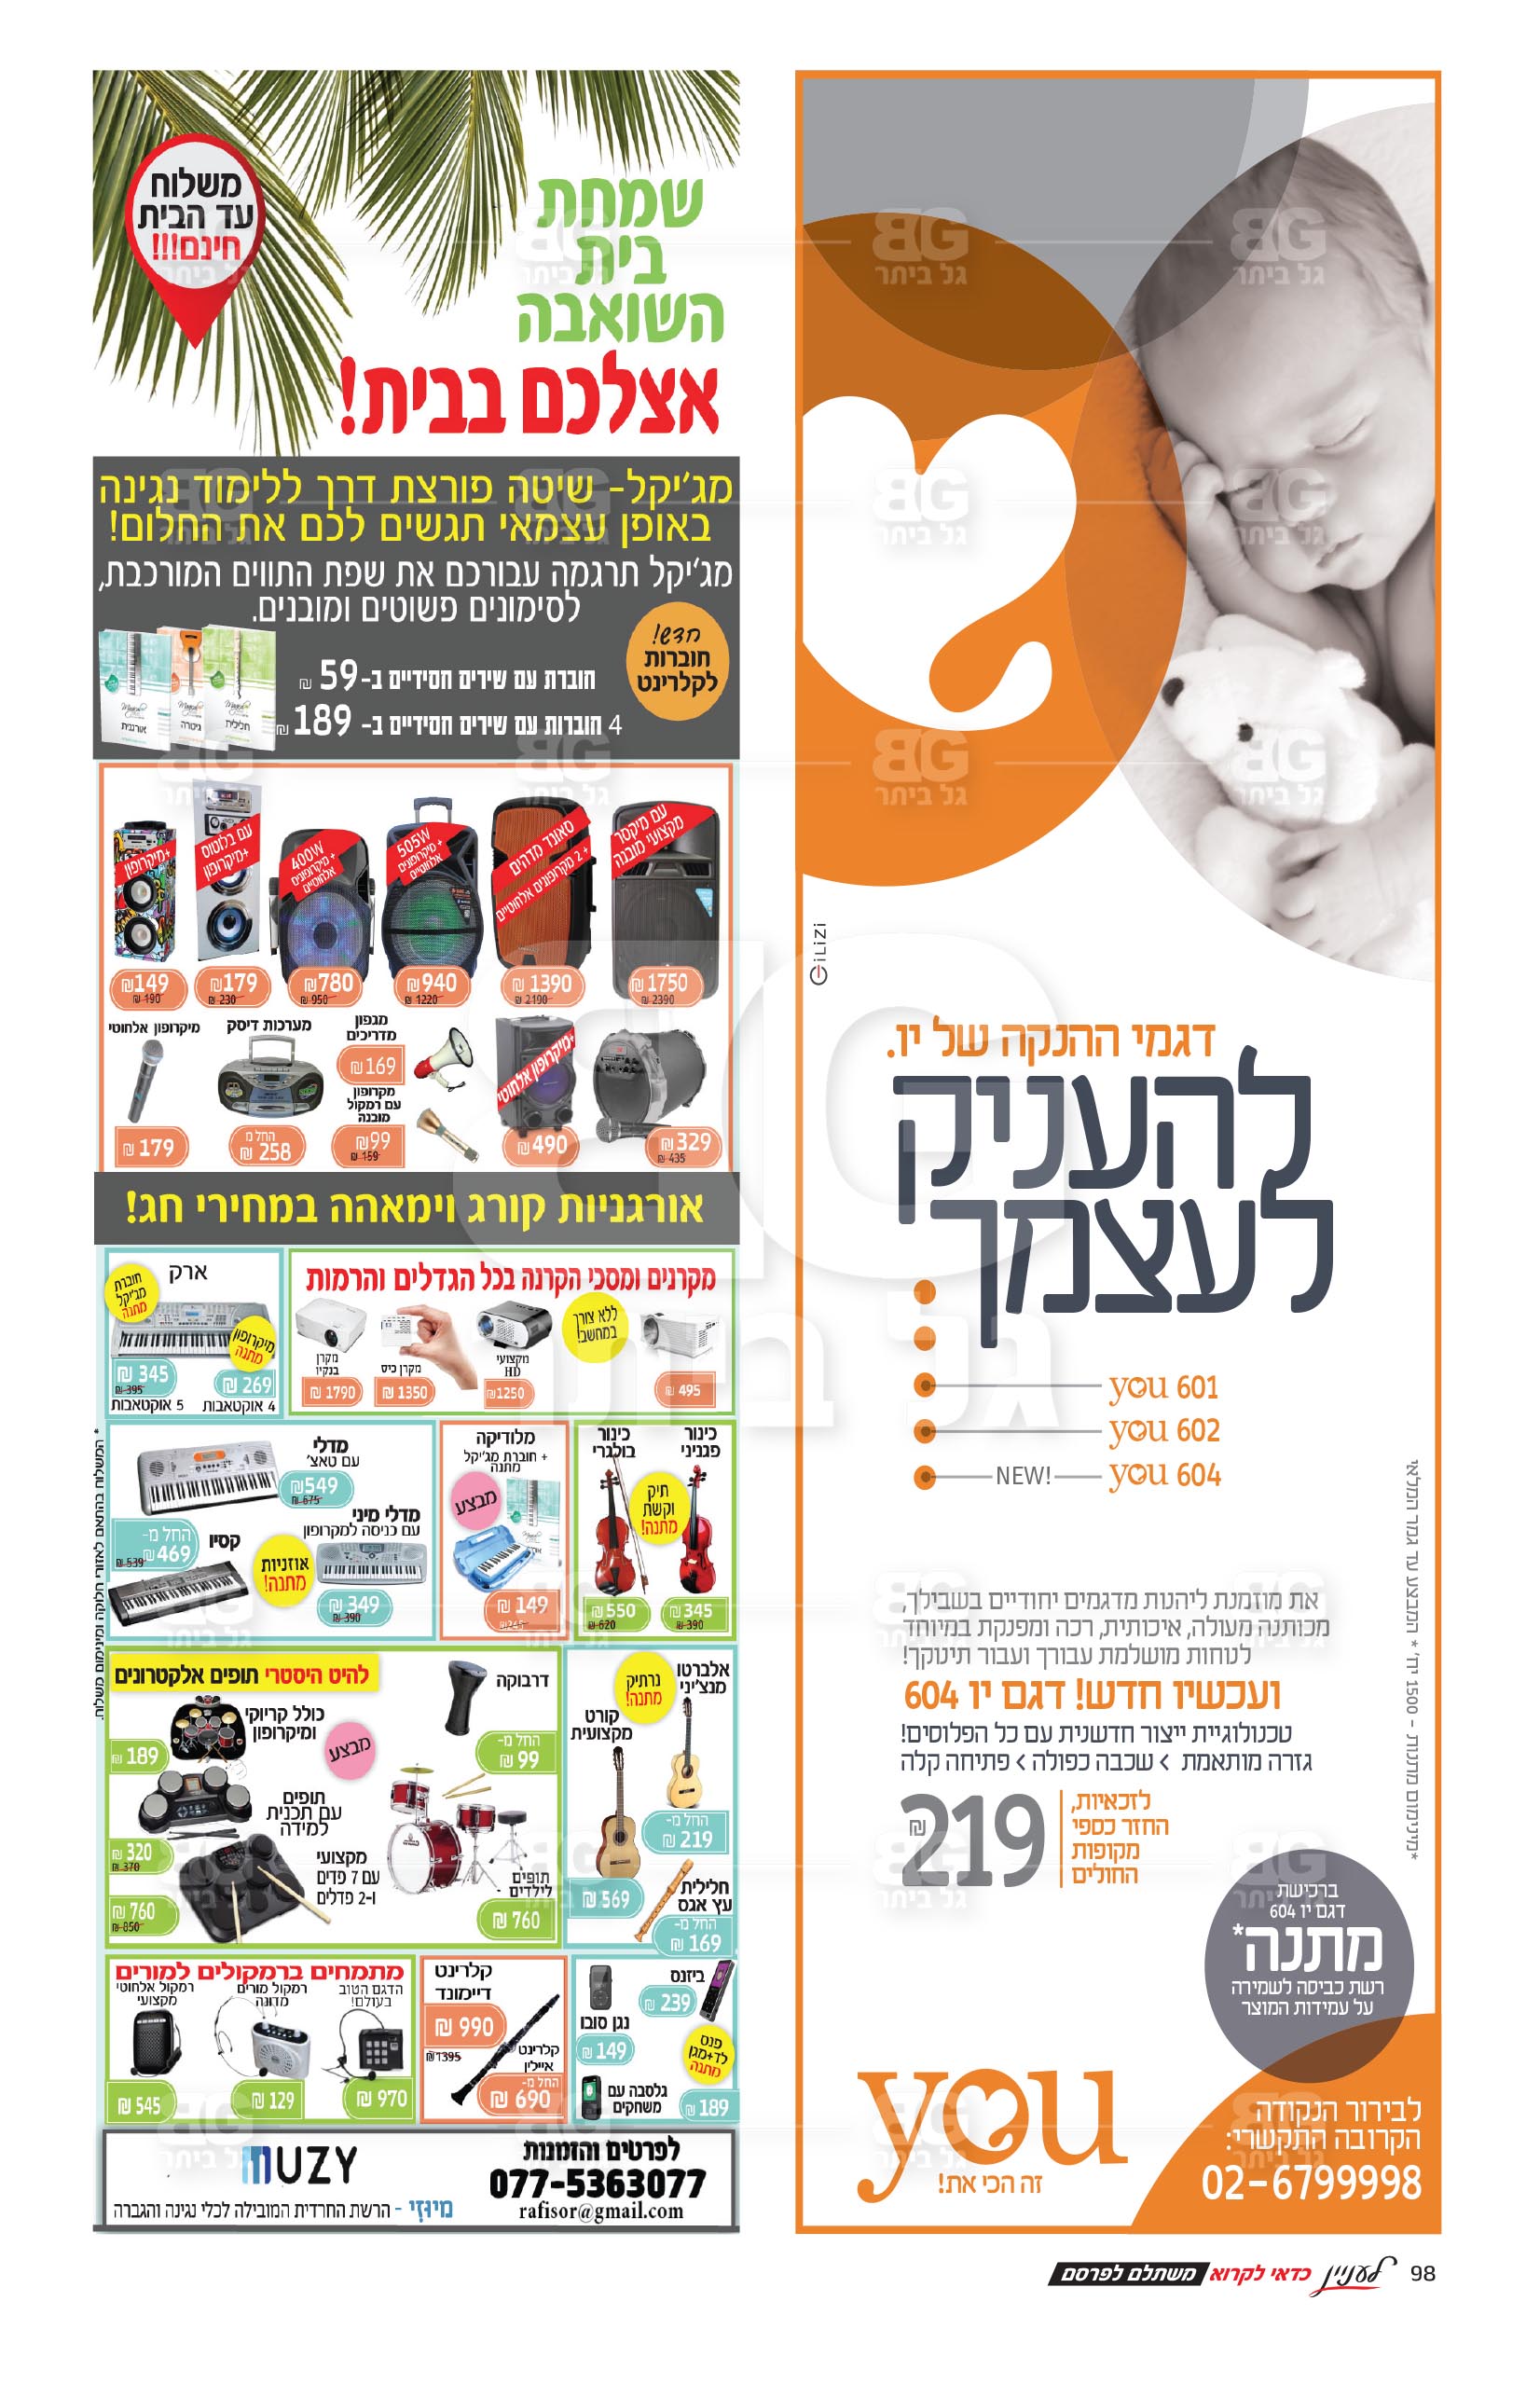 דגמי ההנקה של יו.
להעניק
לעצמך
you 601
you 602
NEW! you 604
את מוזמנת ליהנות מדגמים יחודיים בשבילך,
מכותנה מעולה, איכותית, רכה ומפנקת במיוחד
לנוחות מושלמת עבורך ועבור תינוקך!
ועכשיו חדש! דגם יו 604
טכנולוגיית ייצור חדשנית עם כל הפלוסים!
גזרה מותאמת > שכבה כפולה > פתיחה קלה
לזכאיות,
החזר כספי
מקופות
החולים
219 ₪
ברכישת
דגם יו 604
מתנה*
רשת כביסה לשמירה
על עמידות המוצר
*מינימום מתנות - 1500 יח' * המבצע עד גמר המלאי
you
זה הכי את!
לבירור הנקודה
הקרובה התקשרי:
02-6799998
GiLiZi
98 לעניין כדאי לקרוא משתלם לפרסם
משלוח
עד הבית
חינם!!!
שמחת
בית
השואבה
אצלכם בבית!
מג'יקל- שיטה פורצת דרך ללימוד נגינה
באופן עצמאי תגשים לכם את החלום!
מג'יקל תרגמה עבורכם את שפת התווים המורכבת,
לסימונים פשוטים ומובנים.
חדש!
חוברות
לקלרינט
חוברת עם שירים חסידיים ב- 59 ₪
4 חוברות עם שירים חסידיים ב- 189 ₪
חלילית
גיטרה
אורגנית
עם מיקסר
מקצועי מובנה
1750 ₪
2390 ₪
סאונד מדהים
+ 2 מקרופונים אלחוטיים
1390 ₪
2190 ₪
505W
+ מיקרופונים
אלחוטיים
940 ₪
1220 ₪
400W
+ מיקרופונים
אלחוטיים
780 ₪
950 ₪
עם בלוטוס
+מיקרופון
179 ₪
230 ₪
+מיקרופון
149 ₪
190 ₪
329 ₪
435 ₪
+מיקרופון אלחוטי
490 ₪
מגפון
מדריכים
169 ₪
מקרופון
עם רמקול
מובנה
99 ₪
159 ₪
מערכות דיסק
החל מ
258 ₪
מיקרופון אלחוטי
179 ₪
אורגניות קורג וימאהה במחירי חג!
מקרנים ומסכי הקרנה בכל הגדלים והרמות
ללא צורך
במחשב!
495 ₪
מקצועי
HD
1250 ₪
מקרן כיס
1350 ₪
מקרן
בנקיו
1790 ₪
ארק
חוברת
מג'יקל
מתנה
מיקרופון
מתנה
345 ₪
395 ₪
5 אוקטאבות
269 ₪
4 אוקטאבות
כינור
פגניני
כינור
בולגרי
תיק
וקשת
מתנה!
345 ₪
390 ₪
550 ₪
620 ₪
מלודיקה
+ חוברת מג'יקל
מתנה
מבצע
149 ₪
מדלי
עם טאצ'
549 ₪
675 ₪
מדלי מיני
עם כניסה למקרופון
349 ₪
390 ₪
קסיו
החל מ-
469 ₪
539 ₪
אוזניות
מתנה!
אלברטו
מנצ'יני
נרתיק
מתנה!
החל מ-
219 ₪
קורט
מקצועית
569 ₪
חלילית
עץ אגס
החל מ-
169 ₪
להיט היסטרי תופים אלקטרונים
דרבוקה
החל מ-
99 ₪
כולל קריוקי
ומיקרופון
מבצע
189 ₪
תופים
עם תכנית
למידה
320 ₪
370 ₪
מקצועי
עם 7 פדים
ו-2 פדלים
760 ₪
850 ₪
תופים
לילדים
760 ₪
ביזנס
239 ₪
נגן סובו
149 ₪
פנס
לד+מגן
מתנה
גלסבה עם
משחקים
189 ₪
קלרינט
דיימונד
990 ₪
1395 ₪
קלרינט
איילין
החל מ-
690 ₪
מתמחים ברמקולים למורים
הדגם הטוב
בעולם!
970 ₪
רמקול מורים
מדונה
129 ₪
רמקול אלחוטי
מקצועי
545 ₪
* המשלוח בהתאם לאזורי חלוקה ומינימום משלוח.
לפרטים והזמנות
077-5363077
rafisor@gmail.com
MUZY
מיוּזִי - הרשת החרדית המובילה לכלי נגינה והגברה
BG
גל ביתר